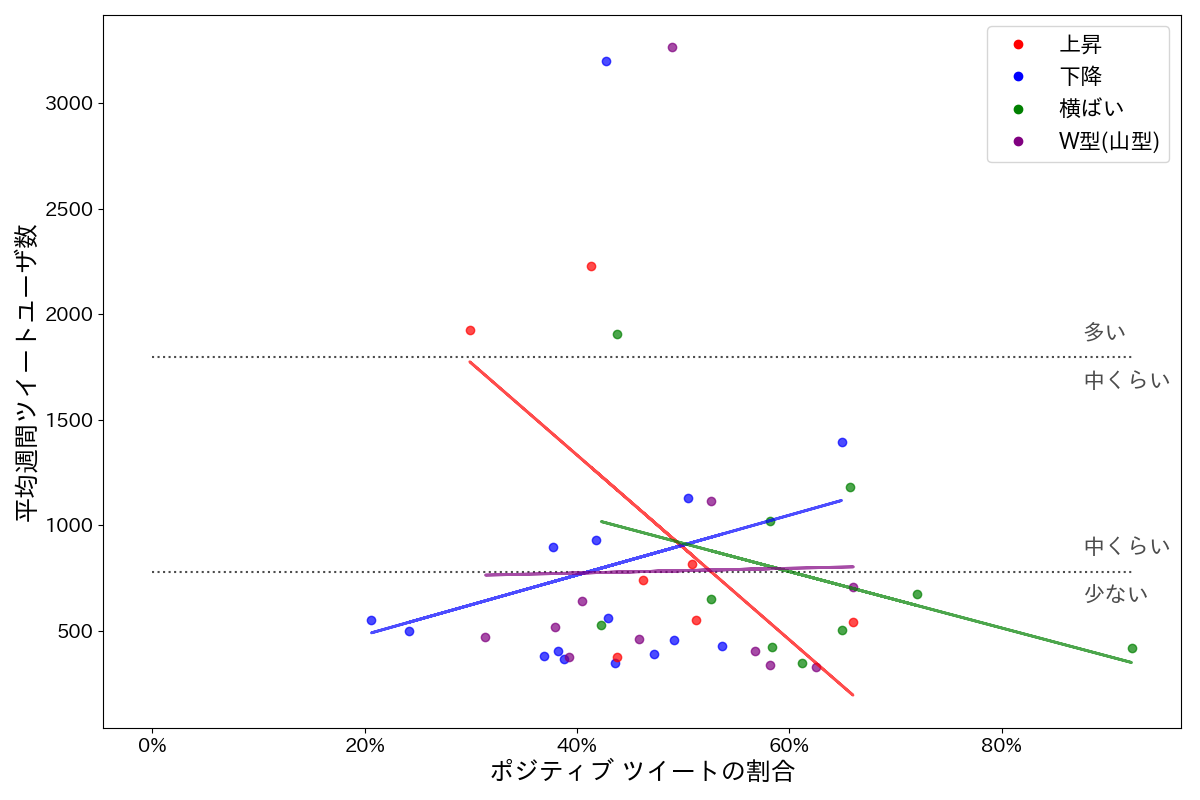 上昇
下降
横ばい
W型(山型)
3000
2500
2000
1500
1000
500
平均週間ツイートユーザ数
多い
中くらい
中くらい
少ない
0%
20%
40%
60%
80%
ポジティブ ツイートの割合